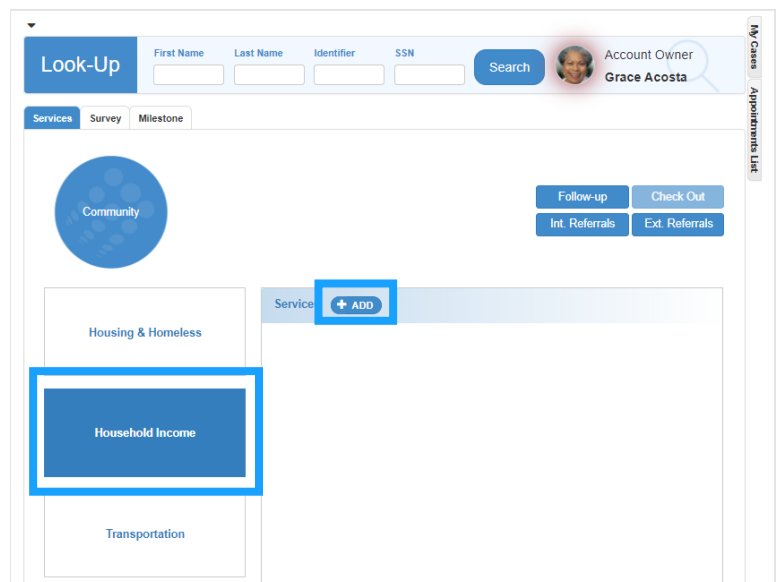 First Name Last Name Identifier SSN
Look-Up
Search
Account Owner
Grace Acosta
My Cases
Appointments List
Services Survey Milestone
Community
Follow-up Check Out
Int. Referrals Ext. Referrals
Service + ADD
Housing & Homeless
Household Income
Transportation